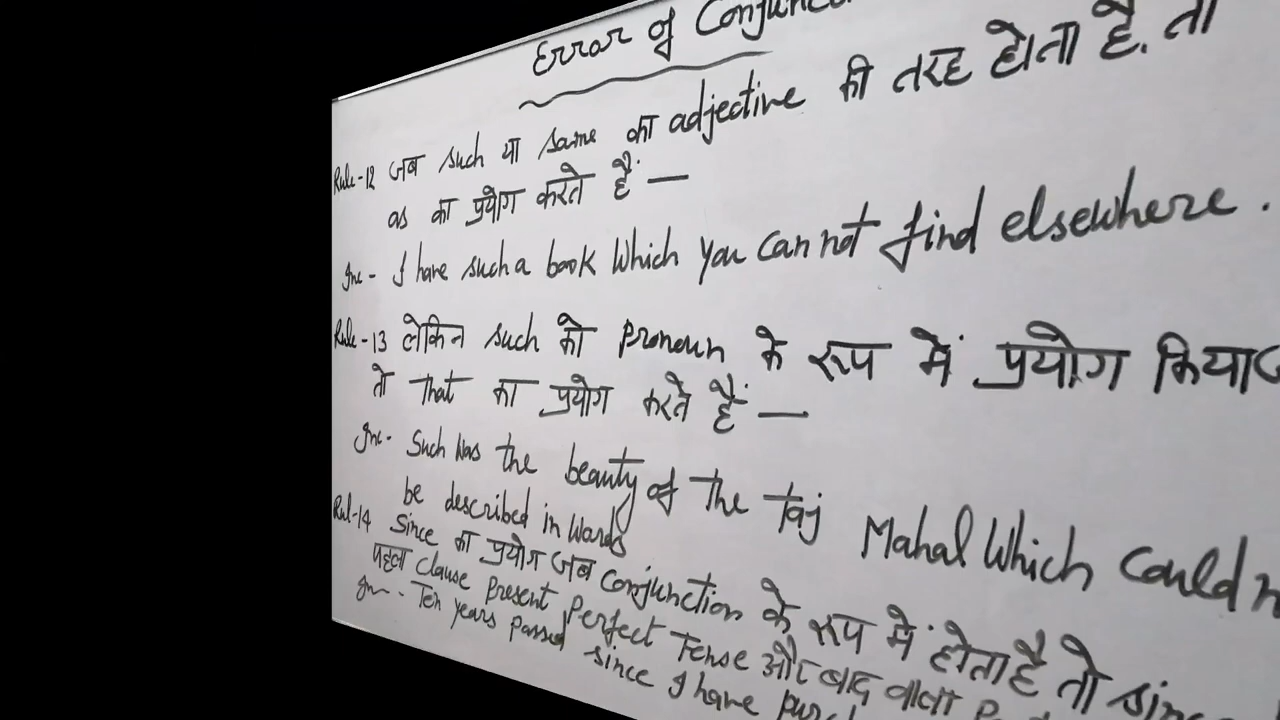 Error of
Rule-12 जब such या same का adjective की तरह होता है. तो
as का प्रयोग करते हैं —
Inc - I have such a book Which you can not find elsewhere .
Rule-13 लेकिन such को Pronoun के रूप में प्रयोग
तो That का प्रयोग करते हैं —
Inc- Such Was the beauty of The Taj Mahal Which Could
be described in Words
Rul-14 Since का प्रयोग जब Conjunction के रूप में होता है तो
पहला Clause Present Perfect Tense और बाद वाला
Ten years passed since I have